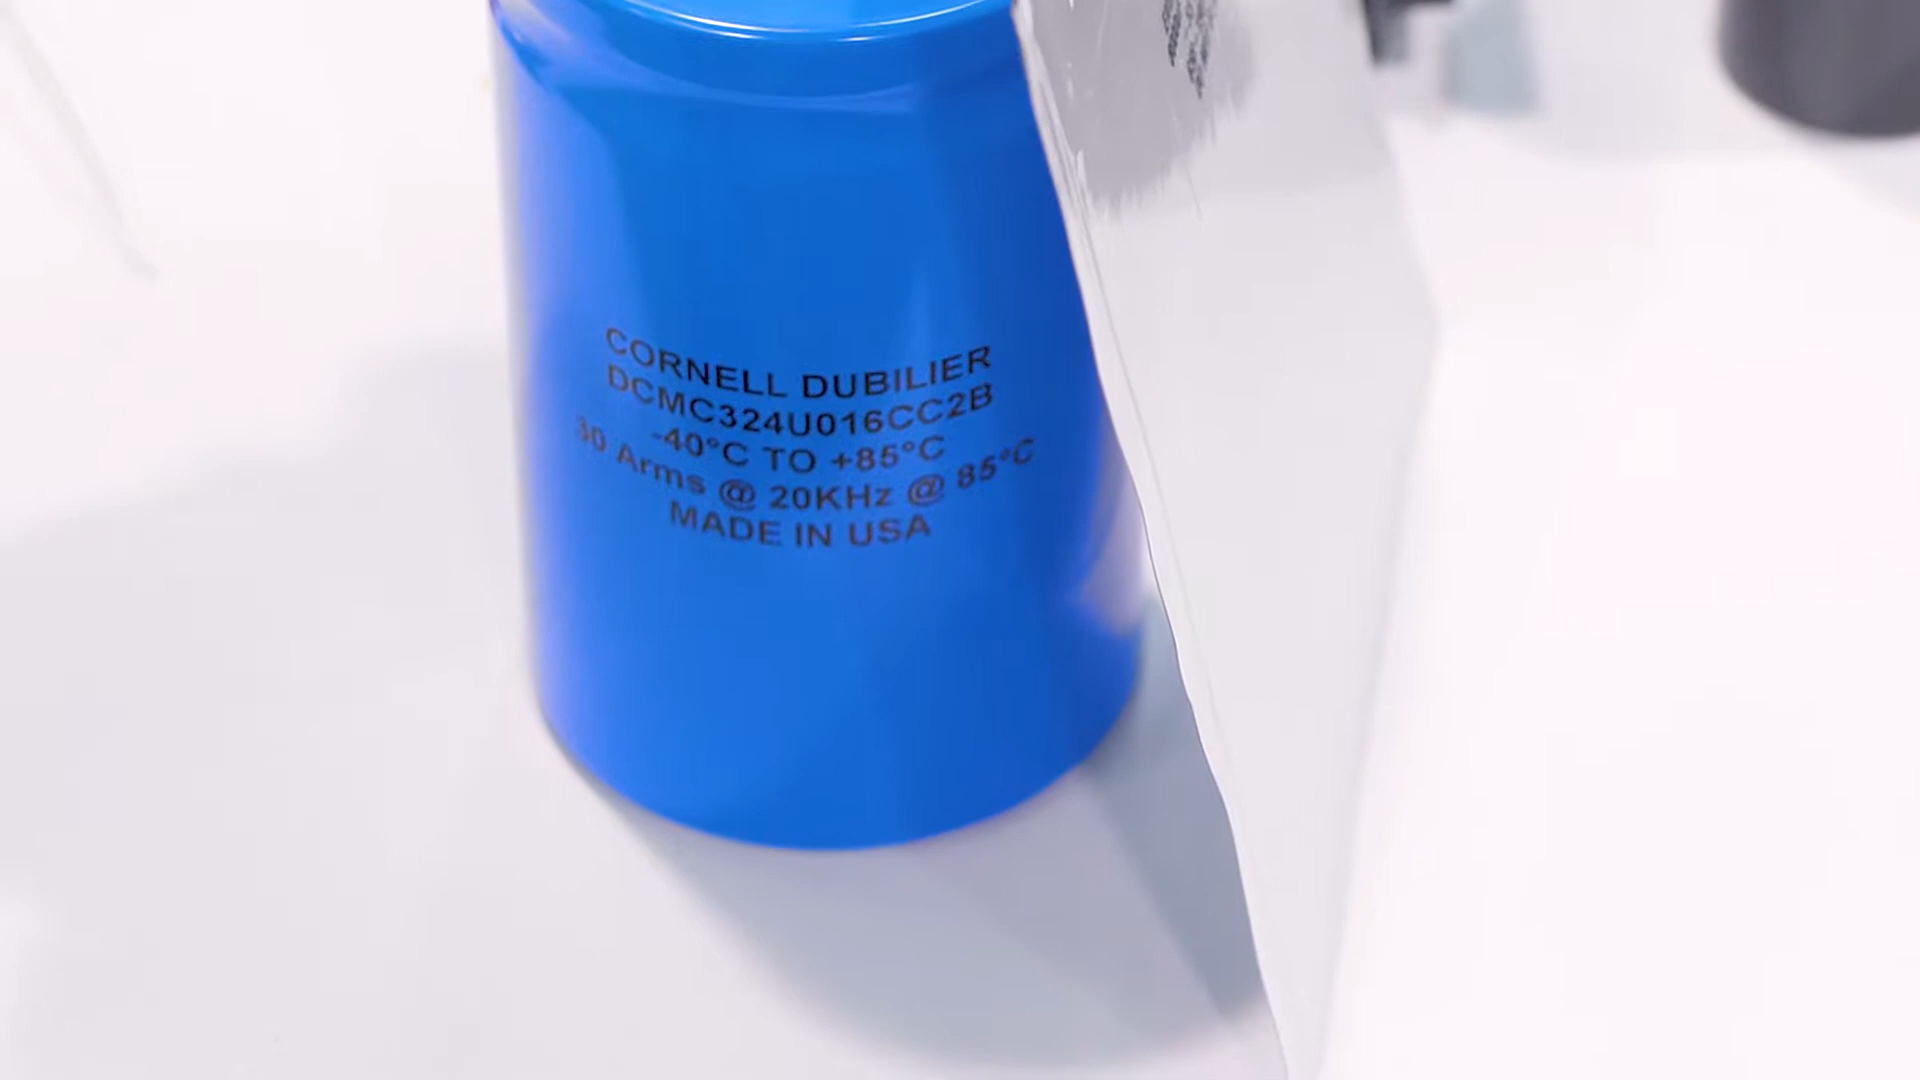 CORNELL DUBILIER
DCMC324U016CC2B
-40°C TO +85°C
30 Arms @ 20KHz @ 85°C
MADE IN USA